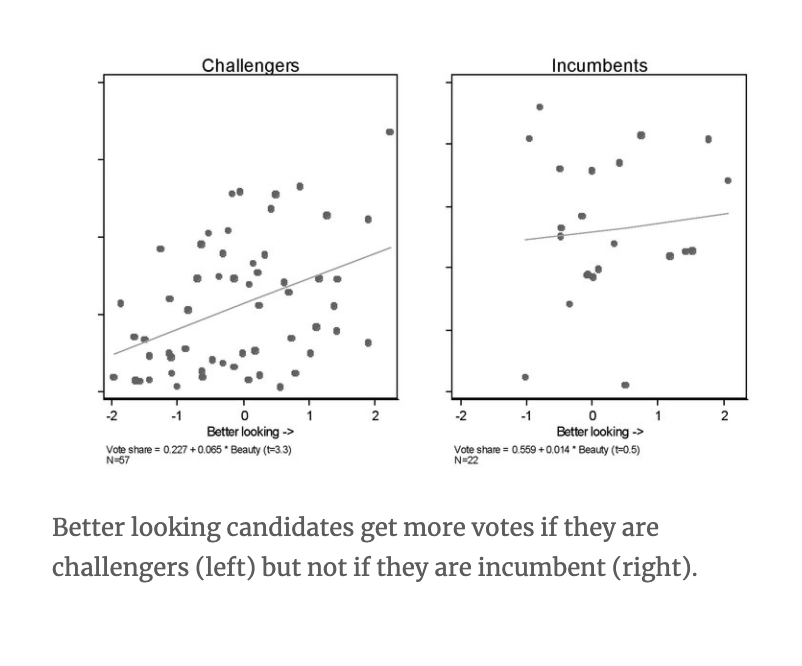 Challengers
Incumbents
-2 -1 0 1 2
Better looking ->
Vote share = 0.227 + 0.065 * Beauty (t=3.3)
N=57
-2 -1 0 1 2
Better looking ->
Vote share = 0.559 + 0.014 * Beauty (t=0.5)
N=22
Better looking candidates get more votes if they are
challengers (left) but not if they are incumbent (right).